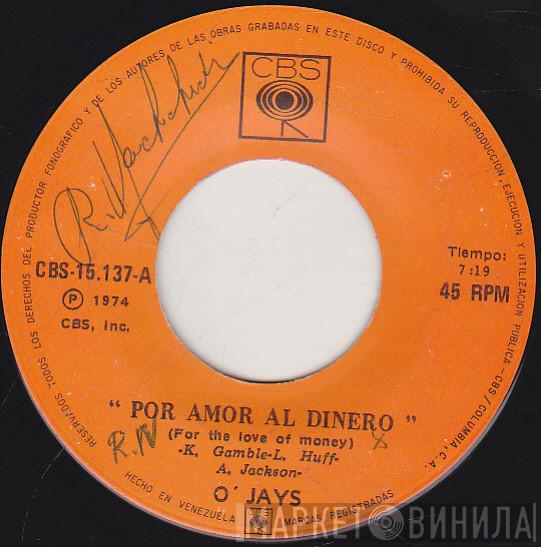 RESERVADOS TODOS LOS DERECHOS DEL PRODUCTOR FONOGRAFICO Y DE LOS AUTORES DE LAS OBRAS GRABADAS EN ESTE DISCO Y PROHIBIDA SU REPRODUCCION, EJECUCION Y UTILIZACION PUBLICA-CBS/COLUMBIA C.A.
CBS
R.
CBS-15.137-A
Ⓟ 1974
CBS, Inc.
Tiempo:
7:19
45 RPM
" POR AMOR AL DINERO "
(For the love of money)
-K, Gamble-L, Huff-
A, Jackson-
R.N
O' JAYS
HECHO EN VENEZUELA MARCAS REGISTRADAS
МАРКЕТ ВИНИЛА!